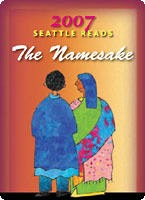 2007
SEATTLE READS
The Namesake